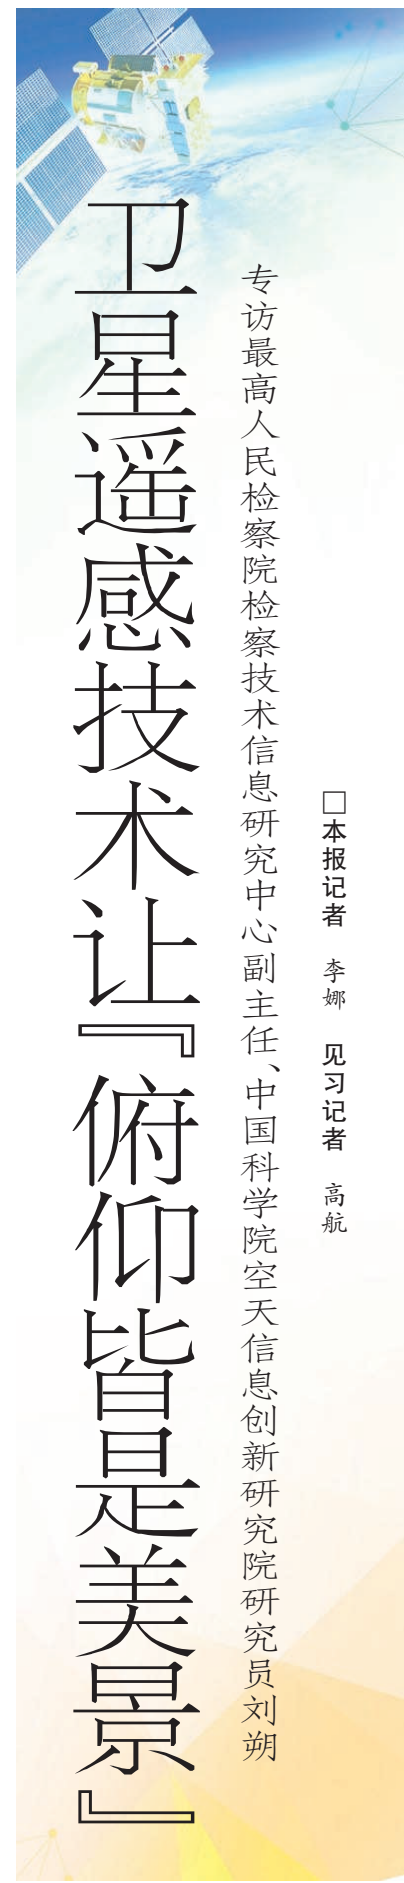 卫星遥感技术让『俯仰皆是美景』
专访最高人民检察院检察技术信息研究中心副主任、中国科学院空天信息创新研究院研究员刘朔
□本报记者 李娜 见习记者 高航